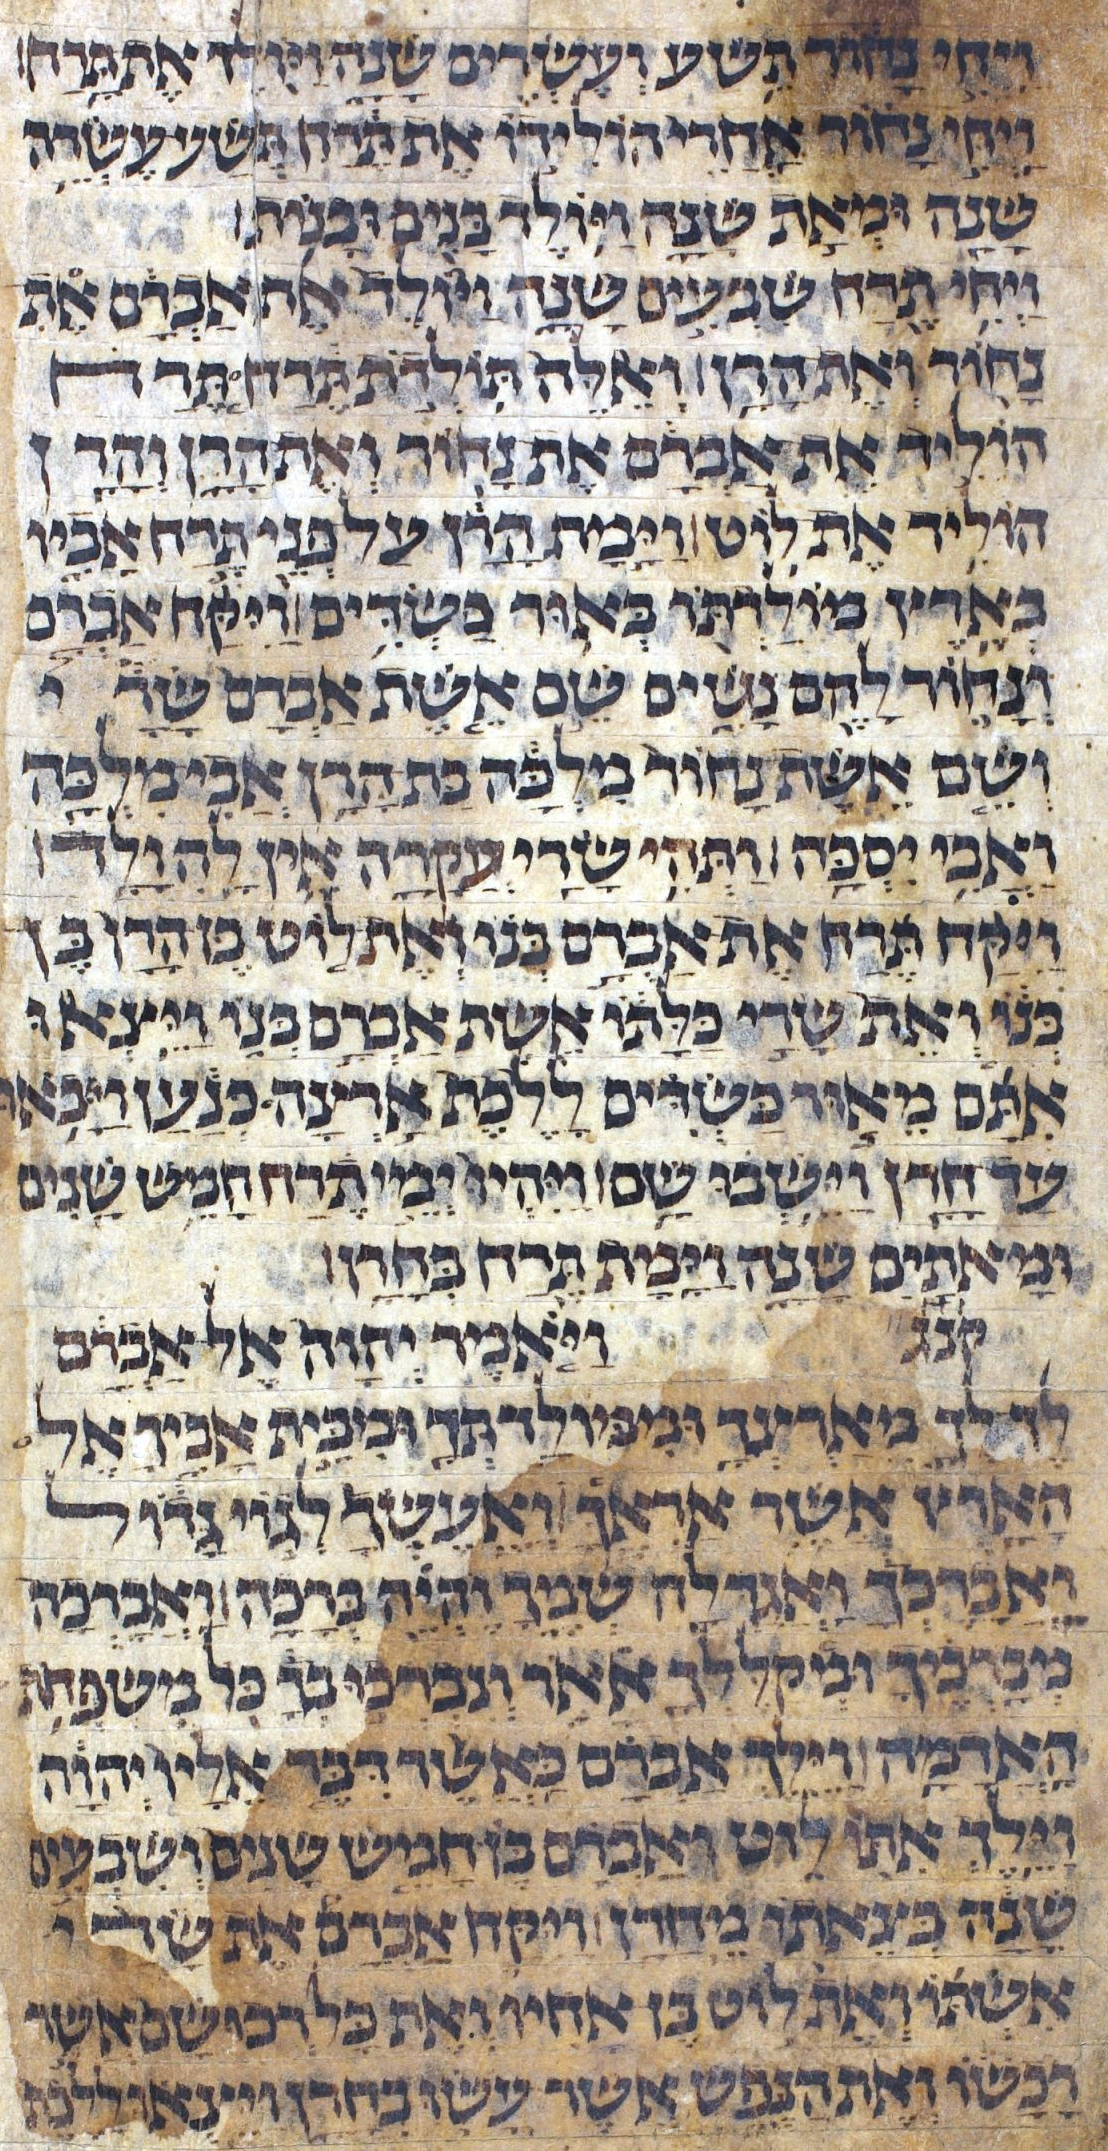 ויחי נחור תשע ועשרים שנה ויולד את תרח
ויחי נחור אחרי הולידו את תרח תשע עשרה
שנה ומאת שנה ויולד בנים ובנות
ויחי תרח שבעים שנה ויולד את אברם את
נחור ואת הרן ואלה תולדת תרח תרח
הוליד את אברם את נחור ואת הרן והרן
הוליד את לוט וימת הרן על פני תרח אביו
בארץ מולדתו באור כשדים ויקח אברם
ונחור להם נשים שם אשת אברם שרי
ושם אשת נחור מלכה בת הרן אבי מלכה
ואבי יסכה ותהי שרי עקרה אין לה ולד
ויקח תרח את אברם בנו ואת לוט בן הרן בן
בנו ואת שרי כלתו אשת אברם בנו ויצאו
אתם מאור כשדים ללכת ארצה כנען ויבאו
עד חרן וישבו שם ויהיו ימי תרח חמש שנים
ומאתים שנה וימת תרח בחרן
קנג ויאמר יהוה אל אברם
לך לך מארצך וממולדתך ומבית אביך אל
הארץ אשר אראך ואעשך לגוי גדול
ואברכך ואגדלה שמך והיה ברכה ואברכה
מברכיך ומקללך אאר ונברכו בך כל משפחת
האדמה וילך אברם כאשר דבר אליו יהוה
וילך אתו לוט ואברם בן חמש שנים ושבעים
שנה בצאתו מחרן ויקח אברם את שרי
אשתו ואת לוט בן אחיו ואת כל רכושם אשר
רכשו ואת הנפש אשר עשו בחרן ויצאו ללכת